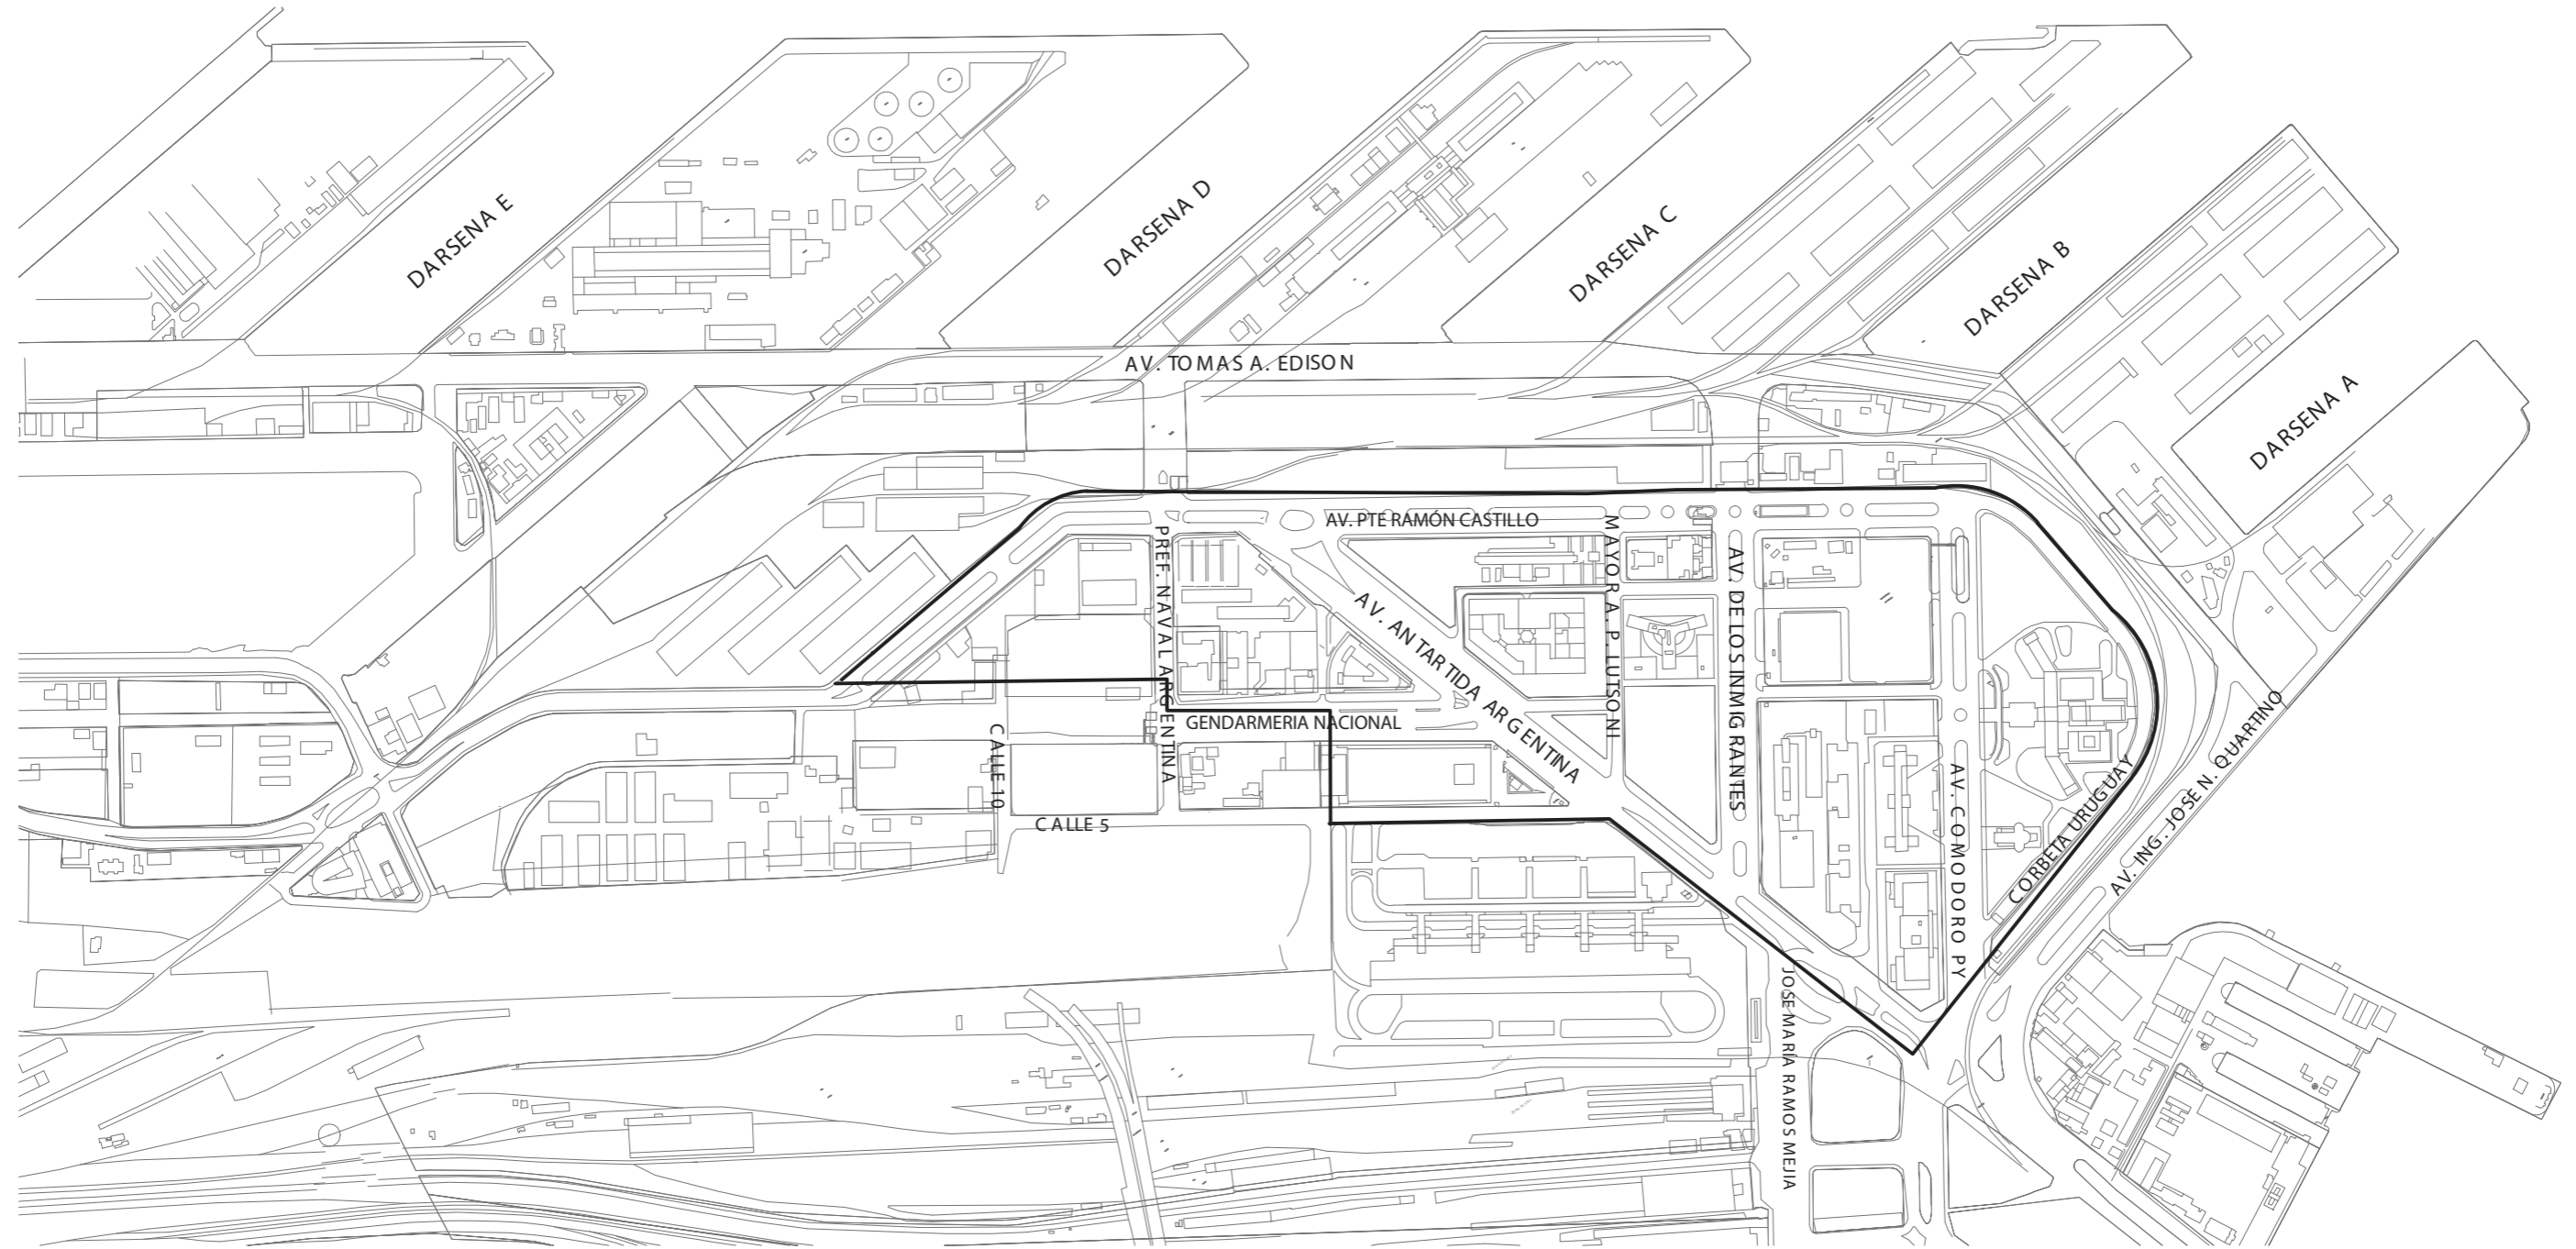 DARSENA E
DARSENA D
DARSENA C
DARSENA B
DARSENA A
AV. TOMAS A. EDISON
AV. PTE RAMÓN CASTILLO
PREF. NAVAL ARGENTINA
MAYOR A. P. LUISONI
AV. DE LOS INMIGRANTES
AV. ANTARTIDA ARGENTINA
GENDARMERIA NACIONAL
CALLE 10
CALLE 5
AV. COMODORO PY
CORBETA URUGUAY
AV. ING. JOSE N. QUARTINO
JOSE MARIA RAMOS MEJIA